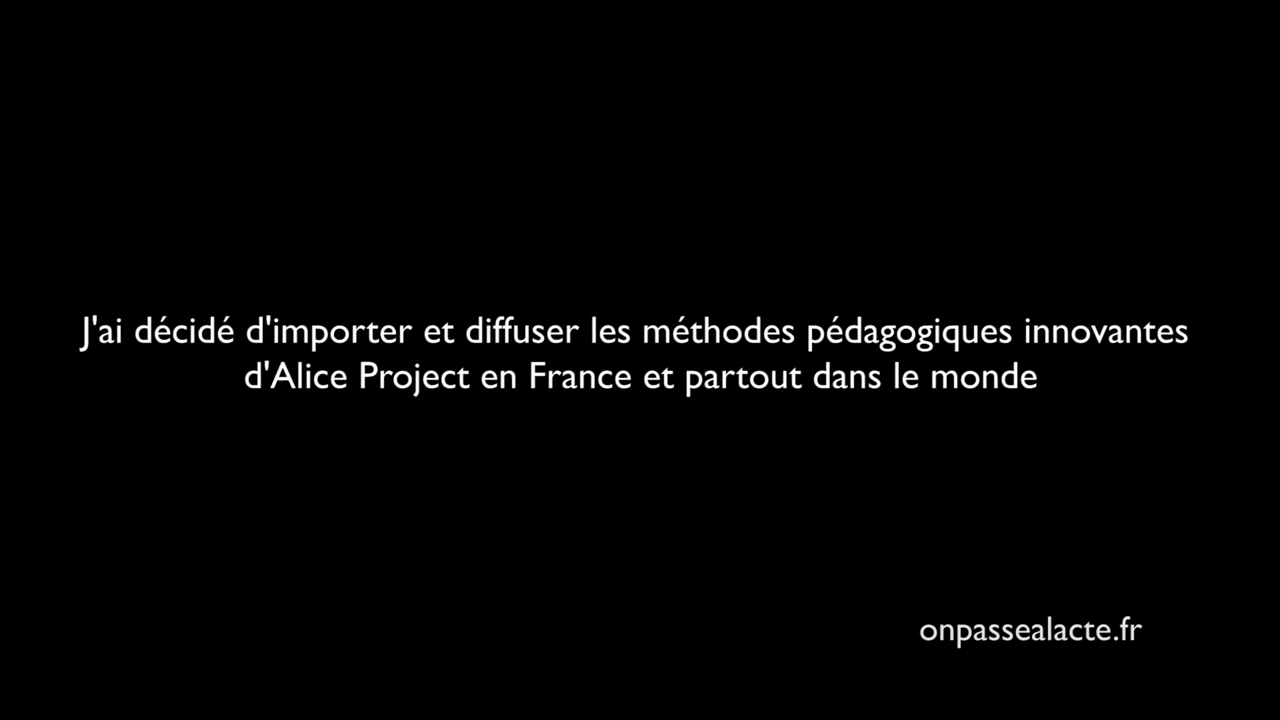 J'ai décidé d'importer et diffuser les méthodes pédagogiques innovantes
d'Alice Project en France et partout dans le monde
onpassealacte.fr